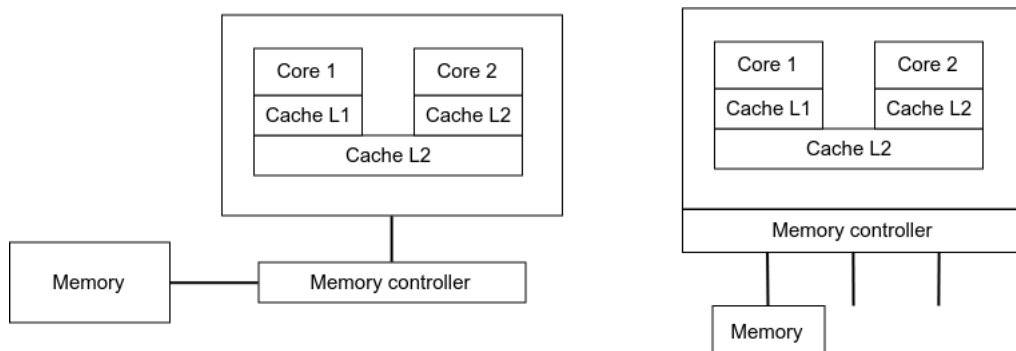 Core 1
Core 2
Cache L1
Cache L2
Cache L2
Memory
Memory controller
Core 1
Core 2
Cache L1
Cache L2
Cache L2
Memory controller
Memory